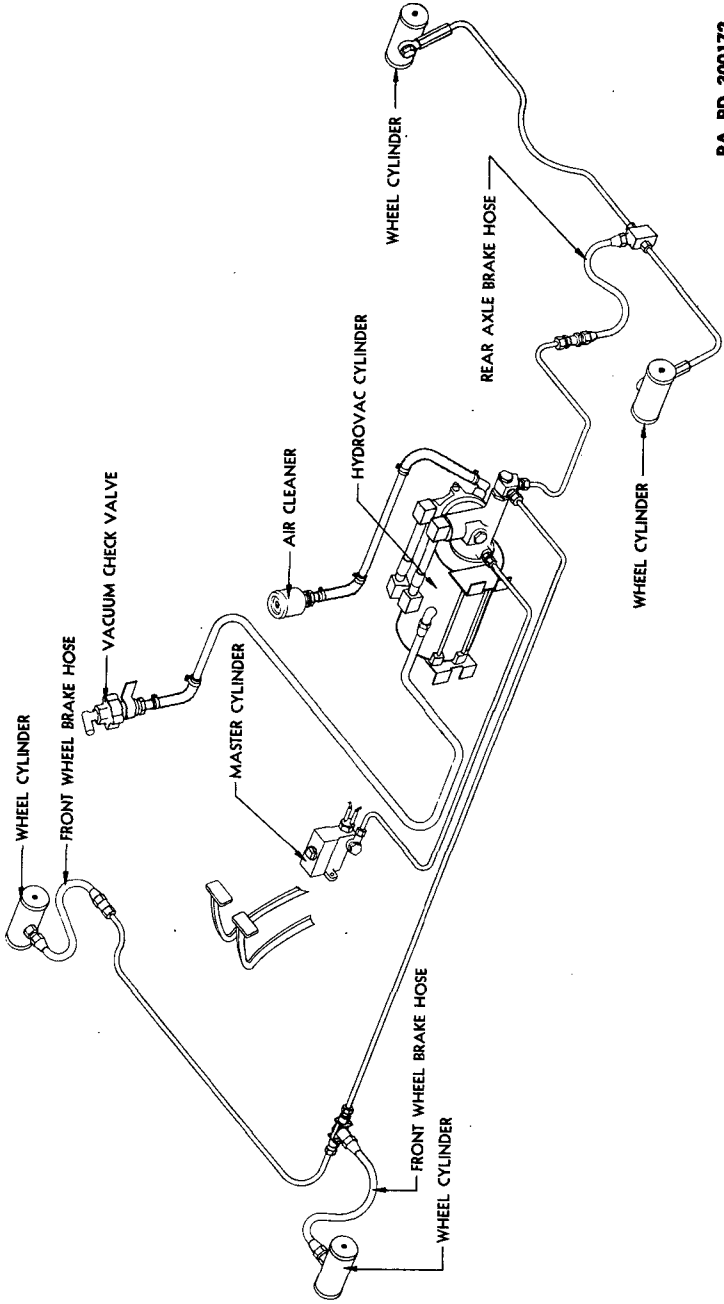 WHEEL CYLINDER
FRONT WHEEL BRAKE HOSE
VACUUM CHECK VALVE
AIR CLEANER
MASTER CYLINDER
HYDROVAC CYLINDER
WHEEL CYLINDER
REAR AXLE BRAKE HOSE
WHEEL CYLINDER
FRONT WHEEL BRAKE HOSE
WHEEL CYLINDER
RA PD 300172